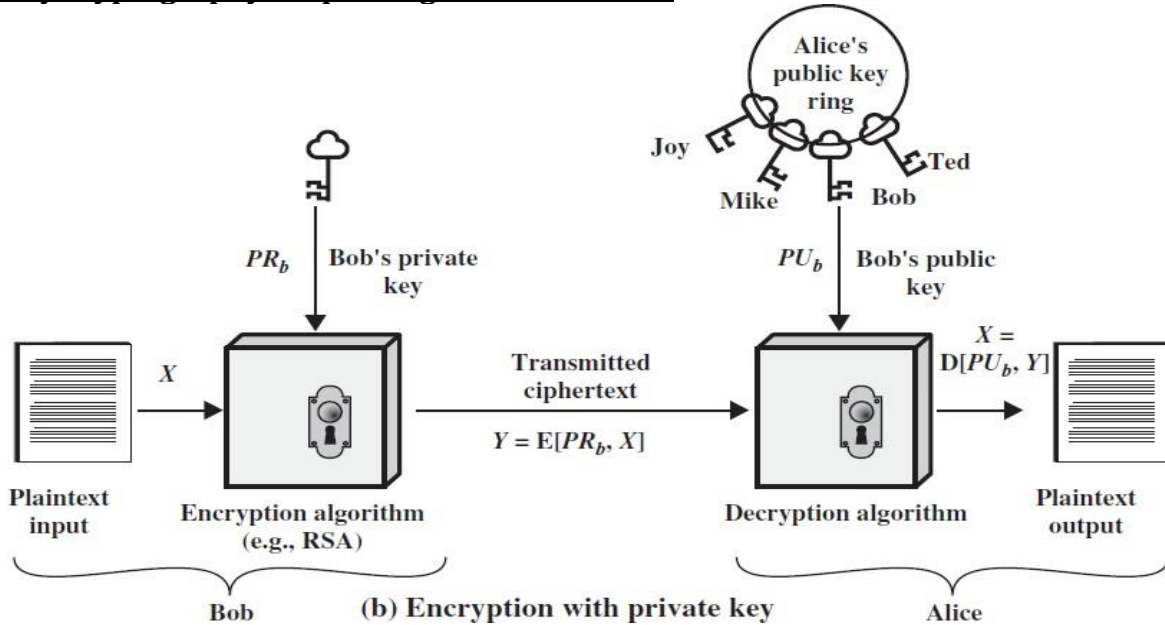 Alice's
public key
ring
Joy
Ted
Mike
Bob
PR_b
Bob's private
key
PU_b
Bob's public
key
X
Transmitted
ciphertext
X =
D[PU_b, Y]
Y = E[PR_b, X]
Plaintext
input
Encryption algorithm
(e.g., RSA)
Decryption algorithm
Plaintext
output
Bob
(b) Encryption with private key
Alice